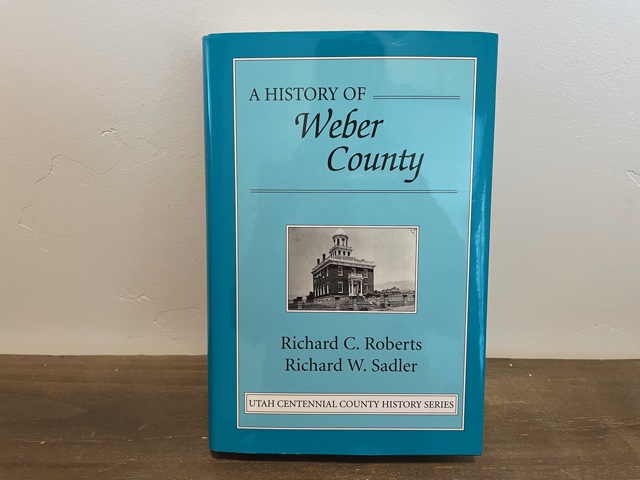 A HISTORY OF
Weber
County
Richard C. Roberts
Richard W. Sadler
UTAH CENTENNIAL COUNTY HISTORY SERIES